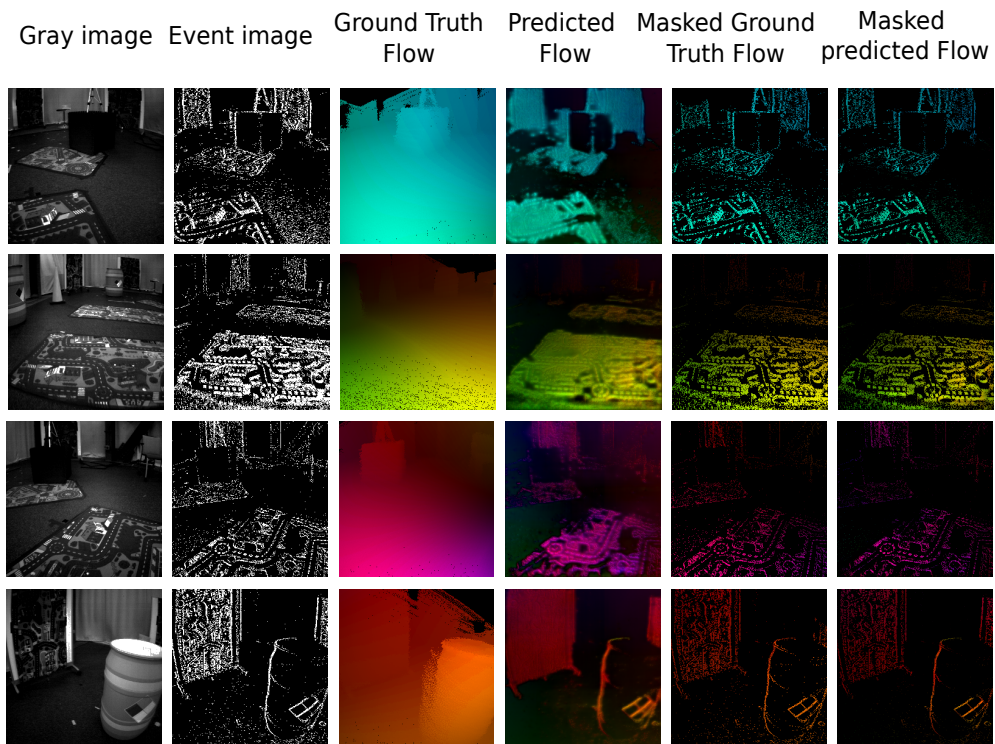 Gray image
Event image
Ground Truth
Flow
Predicted
Flow
Masked Ground
Truth Flow
Masked
predicted Flow